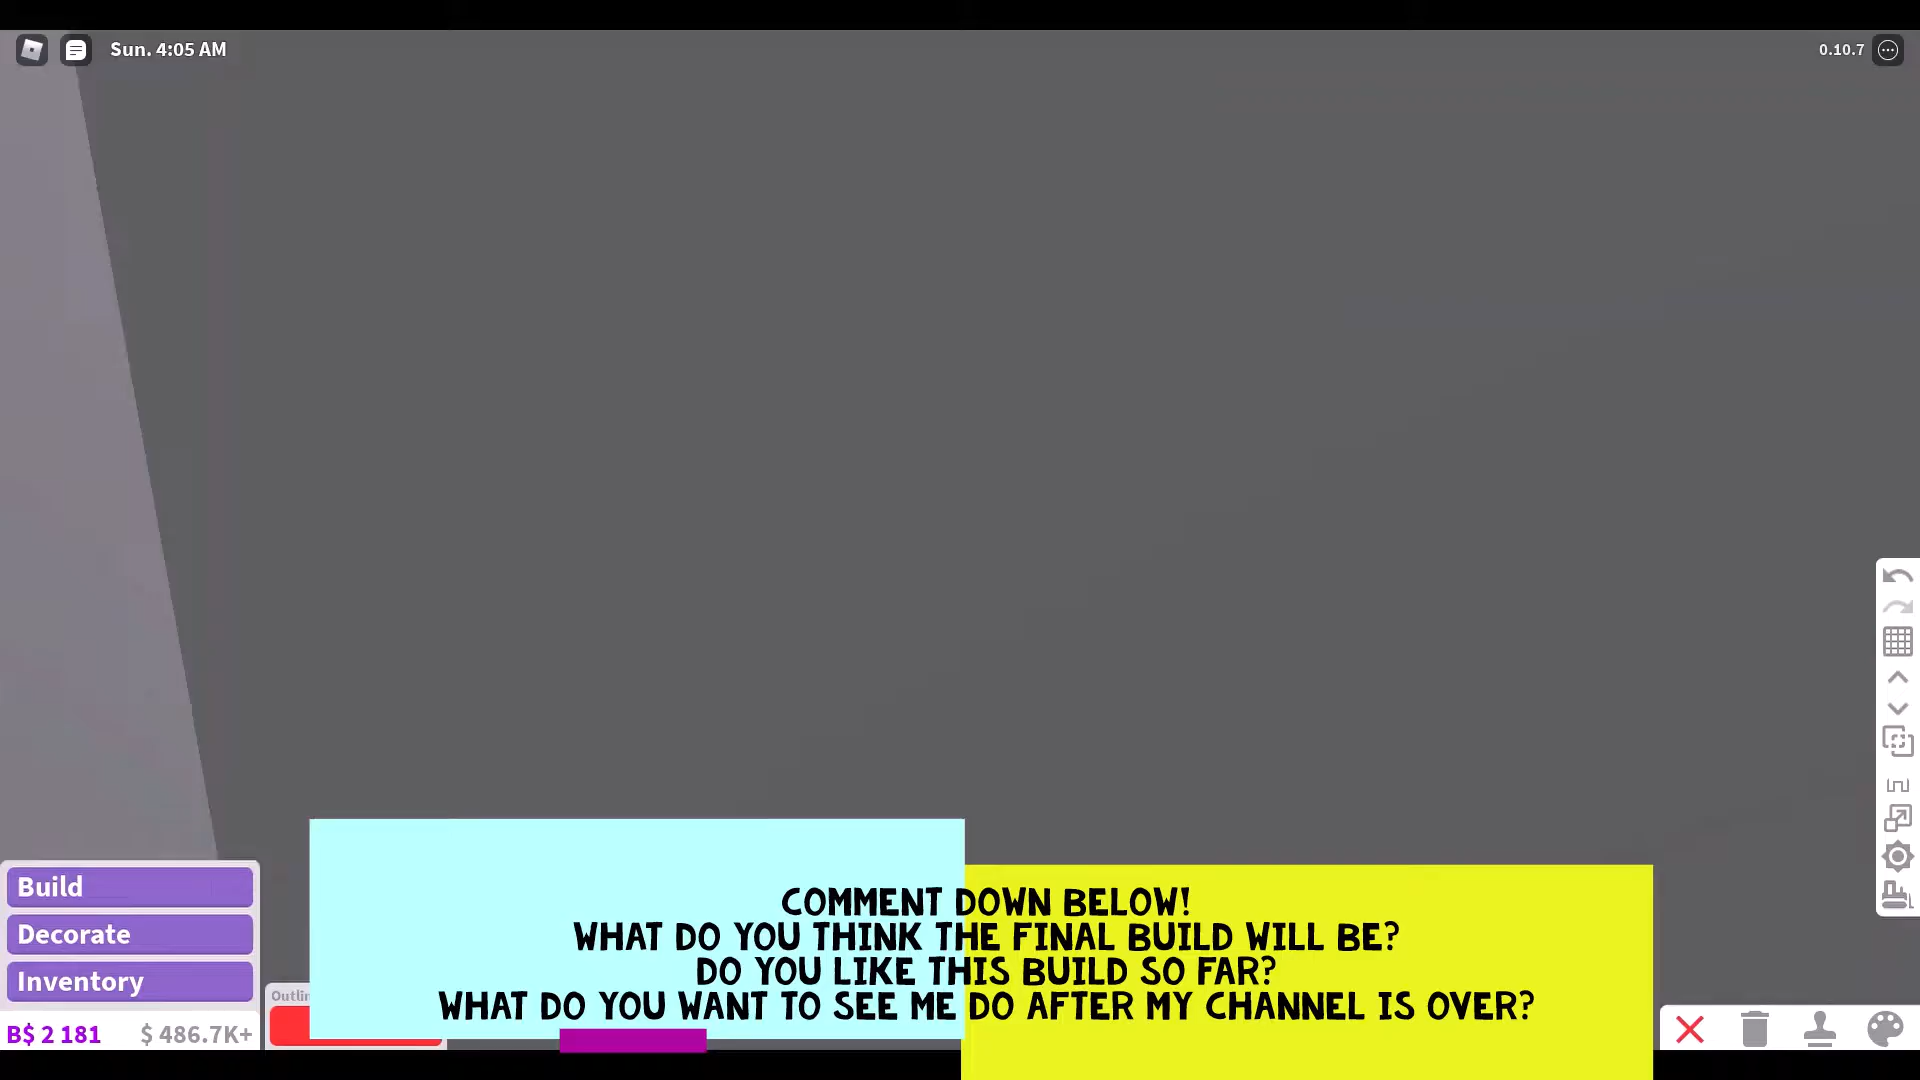 Sun. 4:05 AM
0.10.7
Build
Decorate
Inventory
B$ 2 181
$ 486.7K+
COMMENT DOWN BELOW!
WHAT DO YOU THINK THE FINAL BUILD WILL BE?
DO YOU LIKE THIS BUILD SO FAR?
WHAT DO YOU WANT TO SEE ME DO AFTER MY CHANNEL IS OVER?